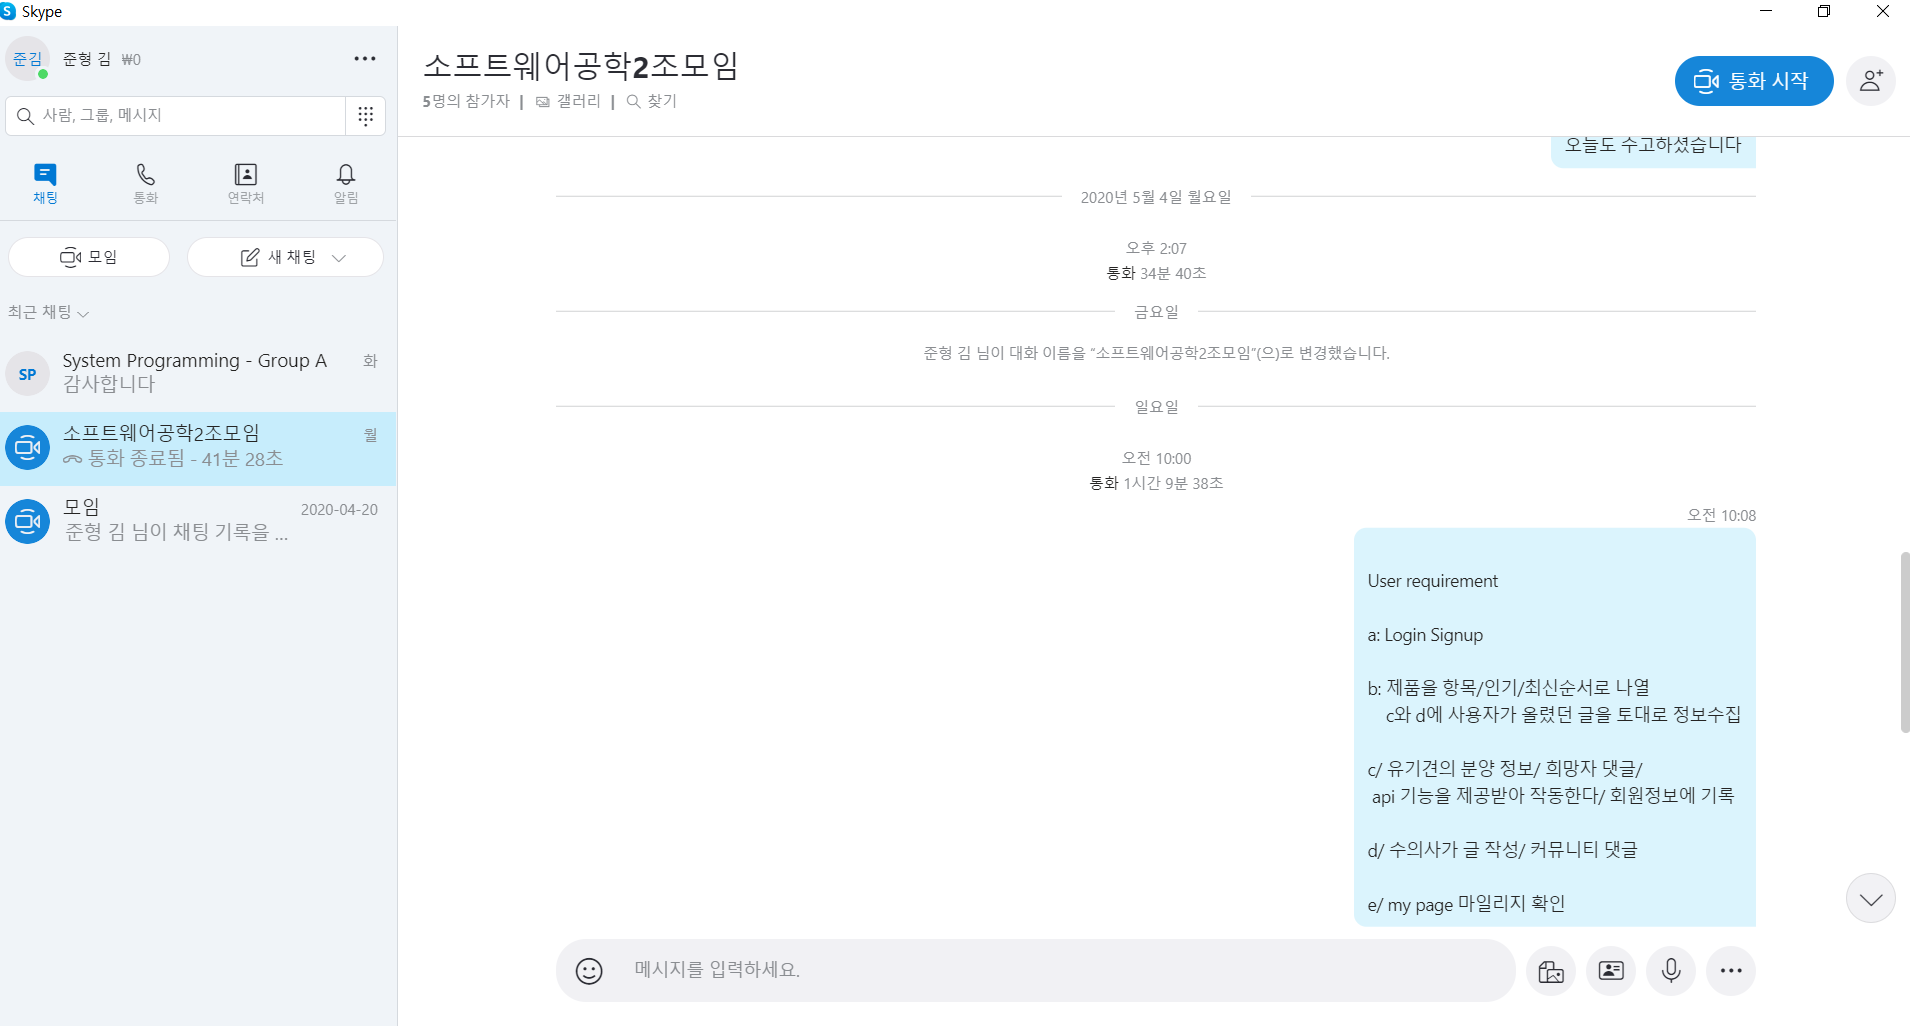 Skype
준김
준형 김 ₩0
사람, 그룹, 메시지
채팅
통화
연락처
알림
모임
새 채팅
최근 채팅
SP
System Programming - Group A
화
감사합니다
소프트웨어공학2조모임
월
통화 종료됨 - 41분 28초
모임
2020-04-20
준형 김 님이 채팅 기록을 ...
소프트웨어공학2조모임
5명의 참가자 | 갤러리 | 찾기
통화 시작
오늘도 수고하셨습니다
2020년 5월 4일 월요일
오후 2:07
통화 34분 40초
금요일
준형 김 님이 대화 이름을 “소프트웨어공학2조모임”(으)로 변경했습니다.
일요일
오전 10:00
통화 1시간 9분 38초
오전 10:08
User requirement
a: Login Signup
b: 제품을 항목/인기/최신순서로 나열
c와 d에 사용자가 올렸던 글을 토대로 정보수집
c/ 유기견의 분양 정보/ 희망자 댓글/
api 기능을 제공받아 작동한다/ 회원정보에 기록
d/ 수의사가 글 작성/ 커뮤니티 댓글
e/ my page 마일리지 확인
메시지를 입력하세요.